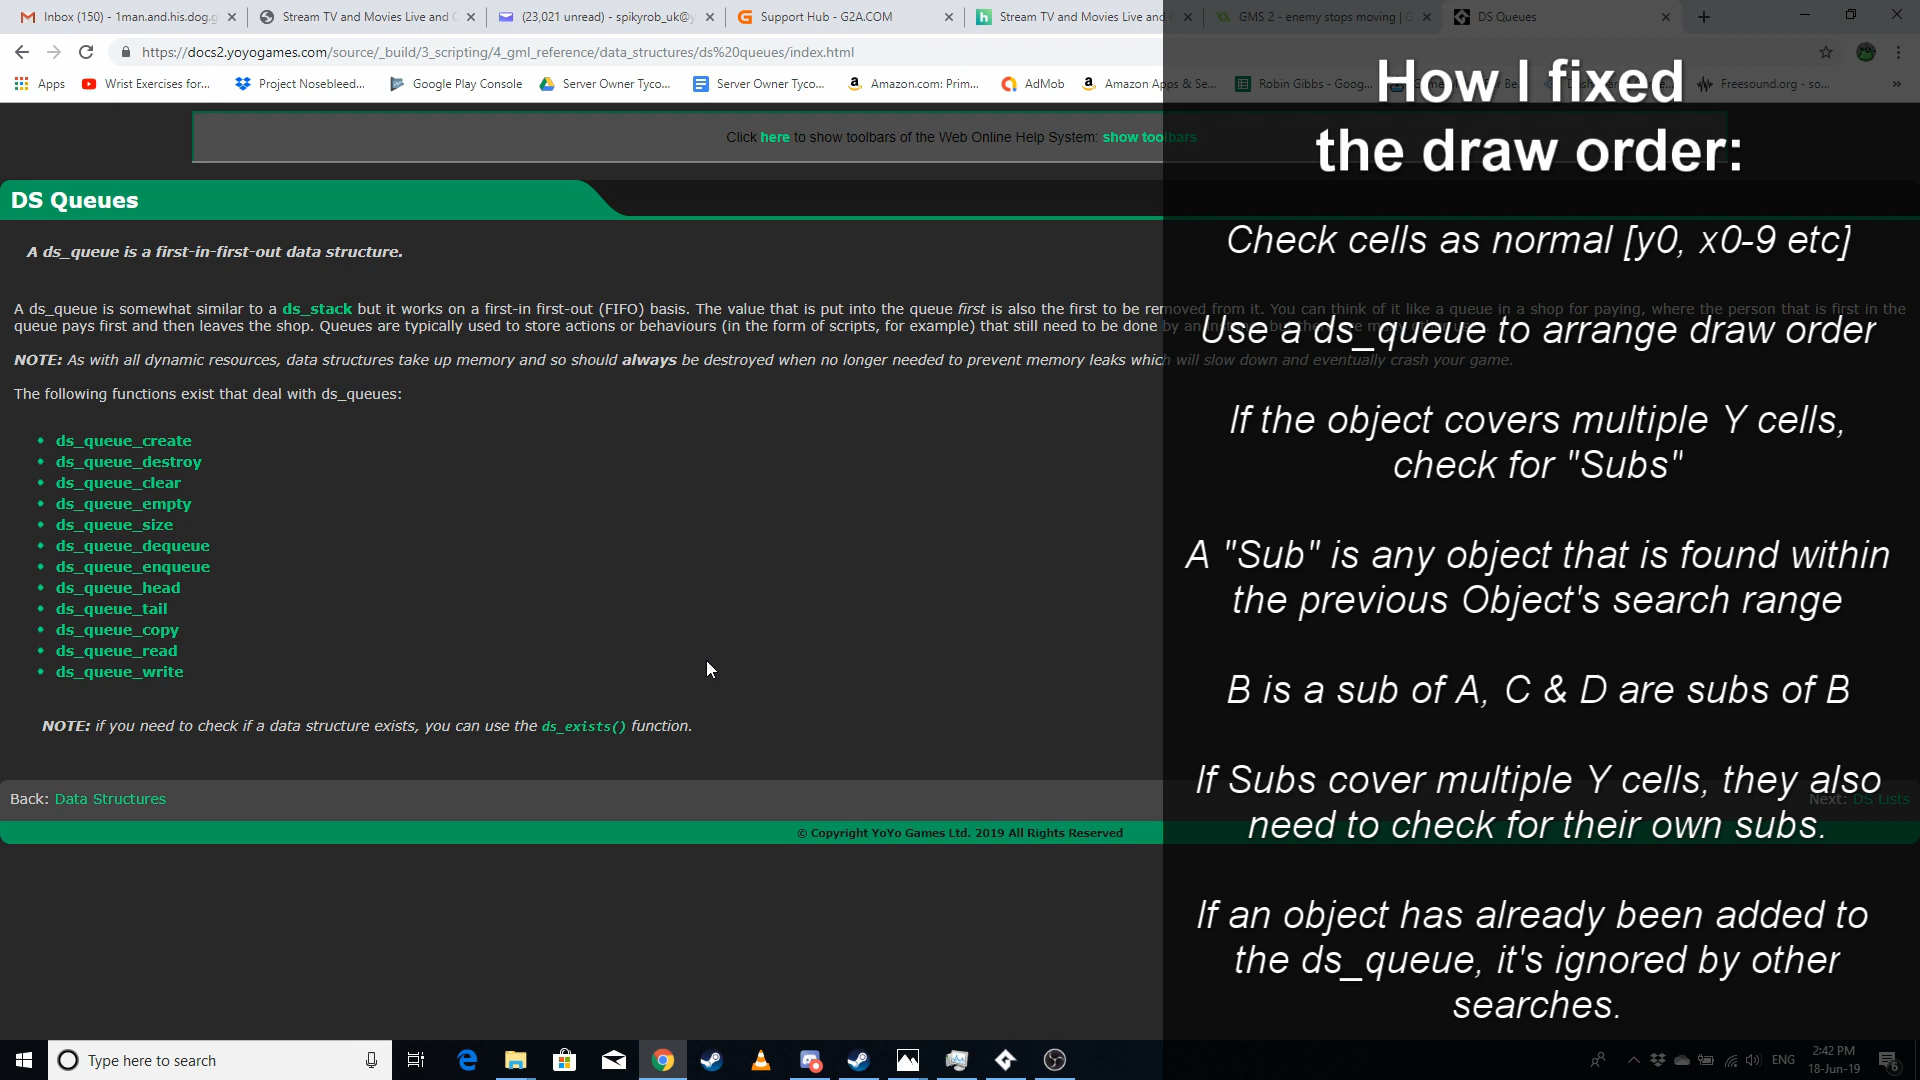 Inbox (150) - 1man.and.his.dog.g
Stream TV and Movies Live and
(23,021 unread) - spikyrob_uk@y
Support Hub - G2A.COM
Stream TV and Movies Live and
GMS 2 - enemy stops moving | G
DS Queues
https://docs2.yoyogames.com/source/_build/3_scripting/4_gml_reference/data_structures/ds%20queues/index.html
Apps
Wrist Exercises for...
Project Nosebleed...
Google Play Console
Server Owner Tyco...
Server Owner Tyco...
Amazon.com: Prim...
AdMob
Amazon Apps & Se...
Robin Gibbs - Goog...
Freesound.org - so...
»
Click here to show toolbars of the Web Online Help System: show toolbars
DS Queues
A ds_queue is a first-in-first-out data structure.
A ds_queue is somewhat similar to a ds_stack but it works on a first-in first-out (FIFO) basis. The value that is put into the queue first is also the first to be removed from it. You can think of it like a queue in a shop for paying, where the person that is first in the
queue pays first and then leaves the shop. Queues are typically used to store actions or behaviours (in the form of scripts, for example) that still need to be done by an
NOTE: As with all dynamic resources, data structures take up memory and so should always be destroyed when no longer needed to prevent memory leaks which will slow down and eventually crash your game.
The following functions exist that deal with ds_queues:
ds_queue_create
ds_queue_destroy
ds_queue_clear
ds_queue_empty
ds_queue_size
ds_queue_dequeue
ds_queue_enqueue
ds_queue_head
ds_queue_tail
ds_queue_copy
ds_queue_read
ds_queue_write
NOTE: if you need to check if a data structure exists, you can use the ds_exists() function.
Back: Data Structures
Next: DS Lists
© Copyright YoYo Games Ltd. 2019 All Rights Reserved
How I fixed
the draw order:
Check cells as normal [y0, x0-9 etc]
Use a ds_queue to arrange draw order
If the object covers multiple Y cells,
check for "Subs"
A "Sub" is any object that is found within
the previous Object's search range
B is a sub of A, C & D are subs of B
If Subs cover multiple Y cells, they also
need to check for their own subs.
If an object has already been added to
the ds_queue, it's ignored by other
searches.
Type here to search
ENG
2:42 PM
18-Jun-19
6